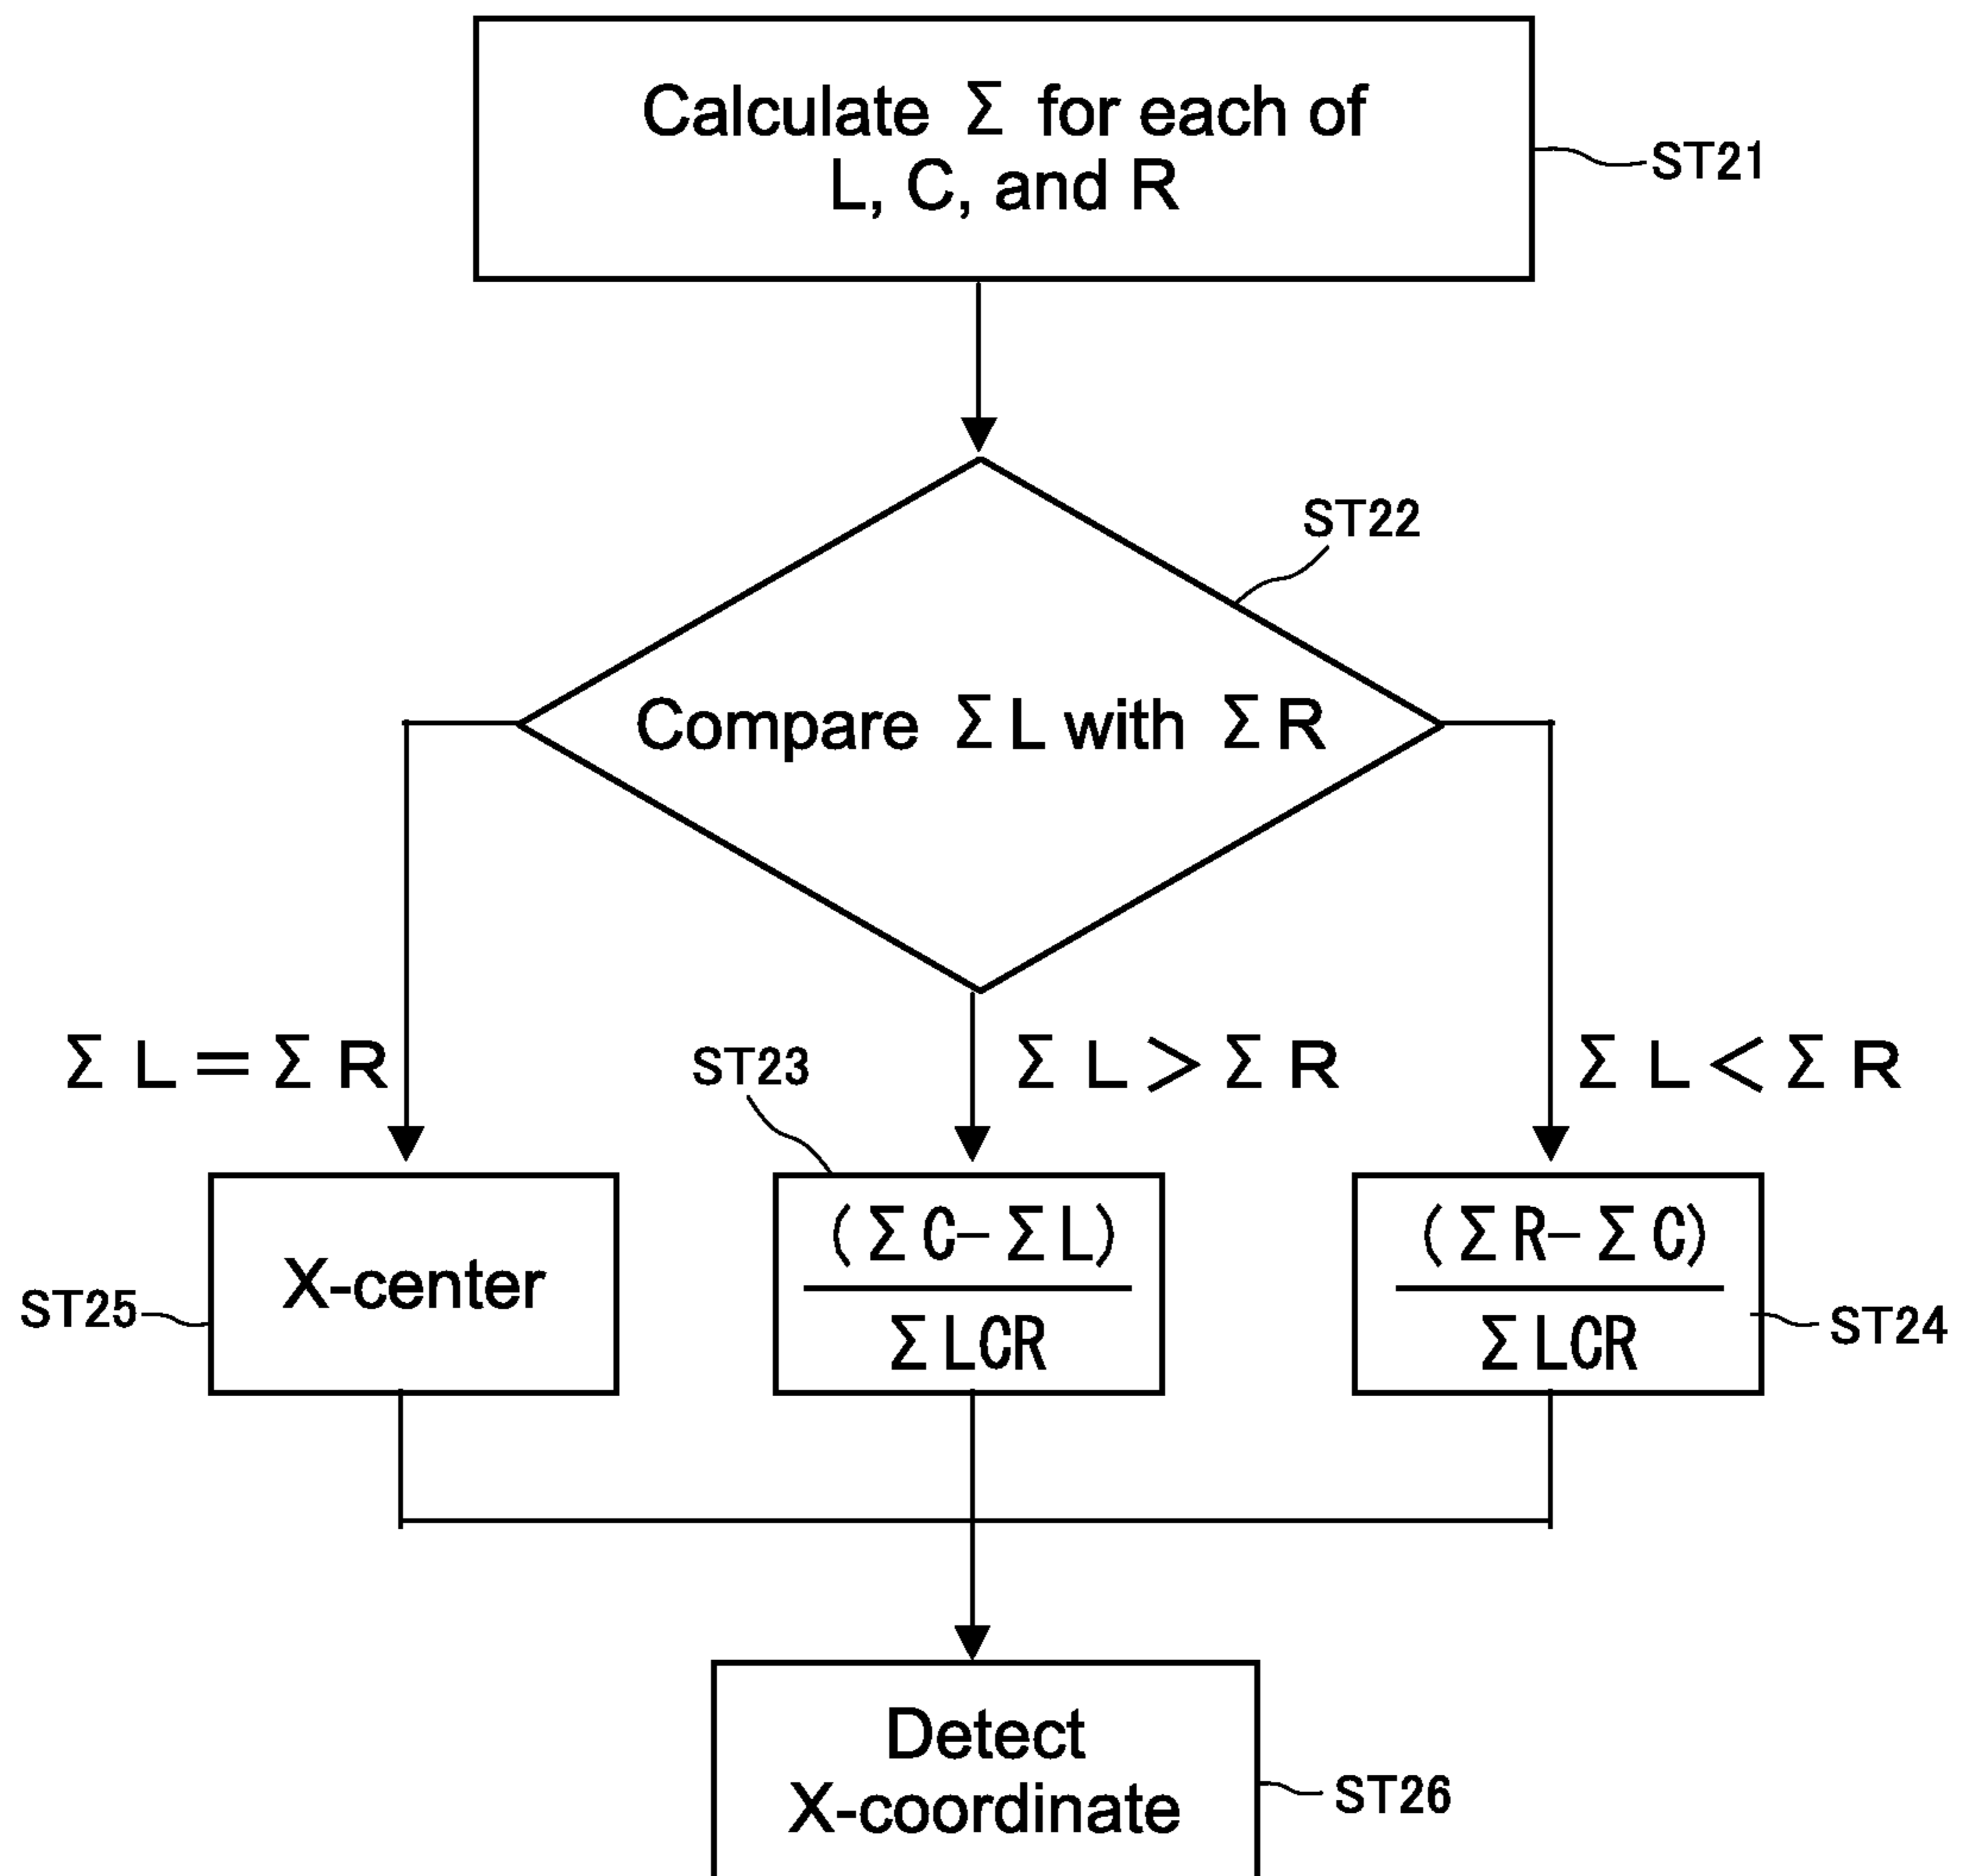 Calculate Σ for each of
L, C, and R
ST21
ST22
Compare ΣL with ΣR
ΣL=ΣR
ST23
ΣL>ΣR
ΣL<ΣR
X-center
ST25
(ΣC-ΣL)
ΣLCR
(ΣR-ΣC)
ΣLCR
ST24
Detect
X-coordinate
ST26